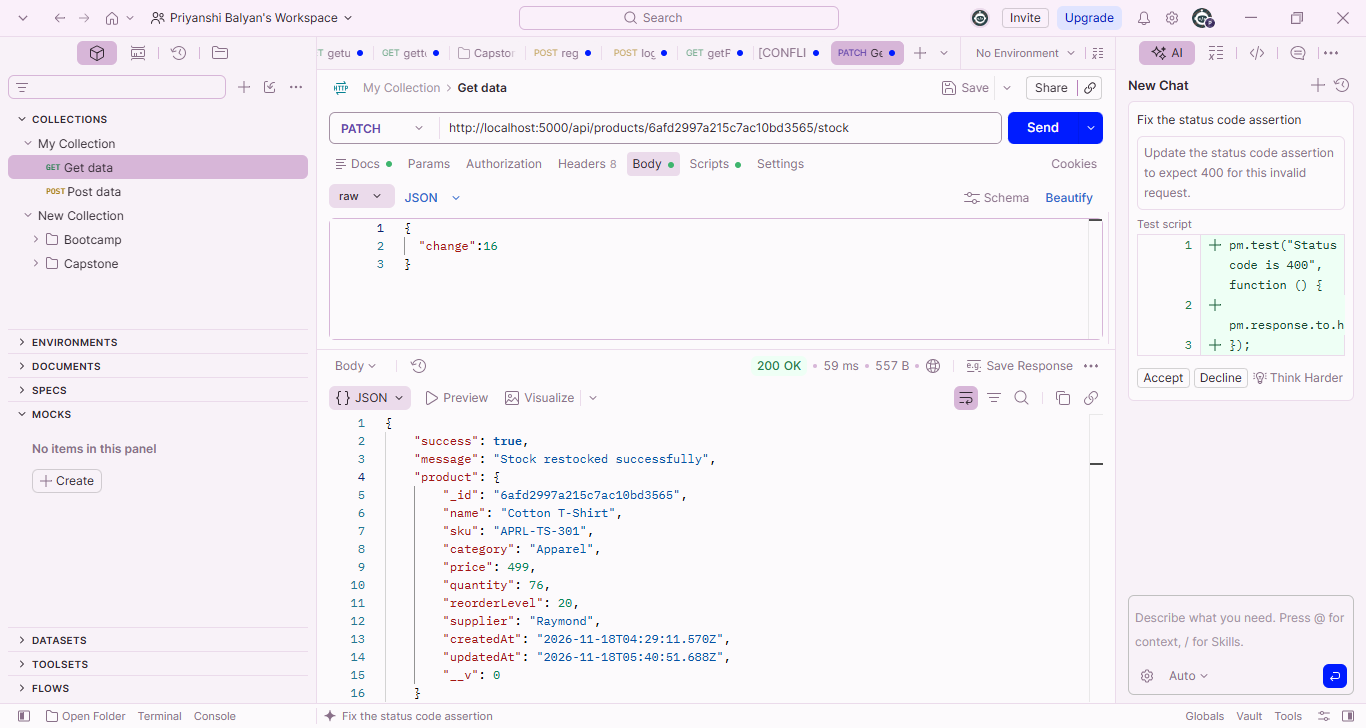 Priyanshi Balyan's Workspace
Search
Invite
Upgrade
GET
GET
Capsto
POST reg
POST
GET
[CONFLI
PATCH
No Environment
AI
New Chat
COLLECTIONS
My Collection
GET Get data
POST Post data
New Collection
Bootcamp
Capstone
ENVIRONMENTS
DOCUMENTS
SPECS
MOCKS
No items in this panel
Create
DATASETS
TOOLSETS
FLOWS
HTTP My Collection > Get data
Save
Share
PATCH http://localhost:5000/api/products/6afd2997a215c7ac10bd3565/stock
Send
Docs Params Authorization Headers 8 Body Scripts Settings Cookies
raw JSON Schema Beautify
1 {
2 "change":16
3 }
Body 200 OK 59 ms 557 B e.g. Save Response
{} JSON Preview Visualize
1 {
2 "success": true,
3 "message": "Stock restocked successfully",
4 "product": {
5 "_id": "6afd2997a215c7ac10bd3565",
6 "name": "Cotton T-Shirt",
7 "sku": "APRL-TS-301",
8 "category": "Apparel",
9 "price": 499,
10 "quantity": 76,
11 "reorderLevel": 20,
12 "supplier": "Raymond",
13 "createdAt": "2026-11-18T04:29:11.570Z",
14 "updatedAt": "2026-11-18T05:40:51.688Z",
15 "__v": 0
16 }
Fix the status code assertion
Update the status code assertion
to expect 400 for this invalid
request.
Test script
1 + pm.test("Status
code is 400",
function () {
2 +
pm.response.to.h
3 + });
Accept Decline Think Harder
Describe what you need. Press @ for
context, / for Skills.
Auto
Open Folder Terminal Console
Fix the status code assertion
Globals Vault Tools